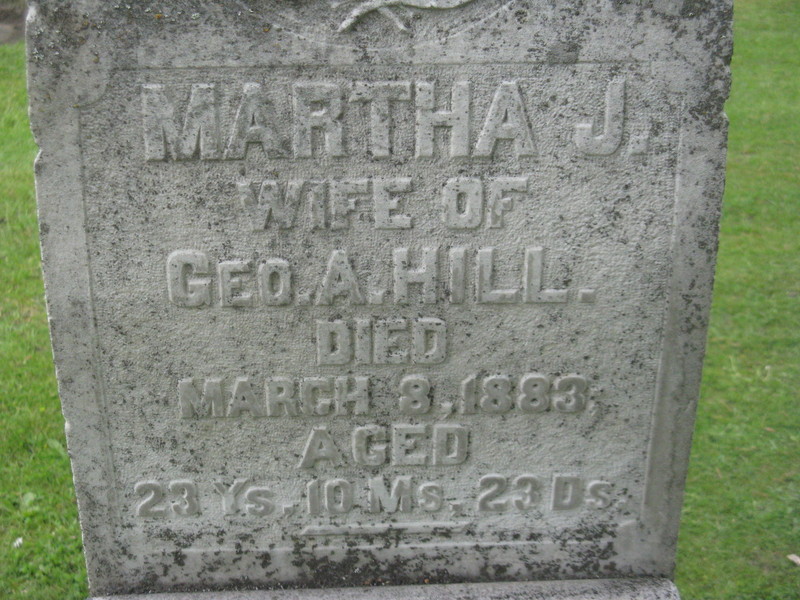 MARTHA J.
WIFE OF
GEO. A. HILL.
DIED
MARCH 8, 1883,
AGED
23 Ys. 10 Ms. 23 Ds.